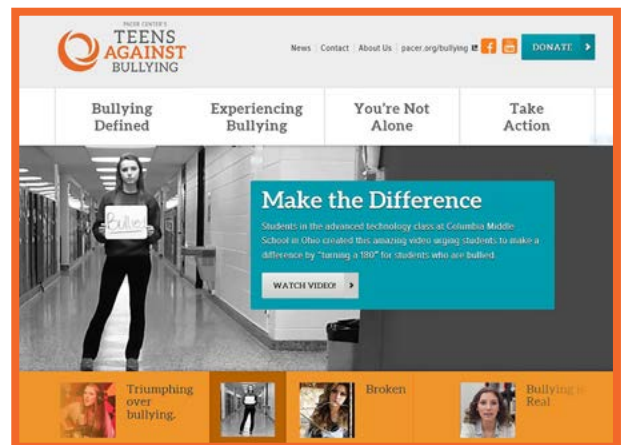 PACER CENTER'S
TEENS
AGAINST
BULLYING
News
Contact
About Us
pacer.org/bullying
DONATE
Bullying
Defined
Experiencing
Bullying
You're Not
Alone
Take
Action
Make the Difference
Students in the advanced technology class at Columbia Middle
School in Ohio created this amazing video urging students to make a
difference by "turning a 180" for students who are bullied.
WATCH VIDEO!
Triumphing
over
bullying.
Broken
Bullying is
Real